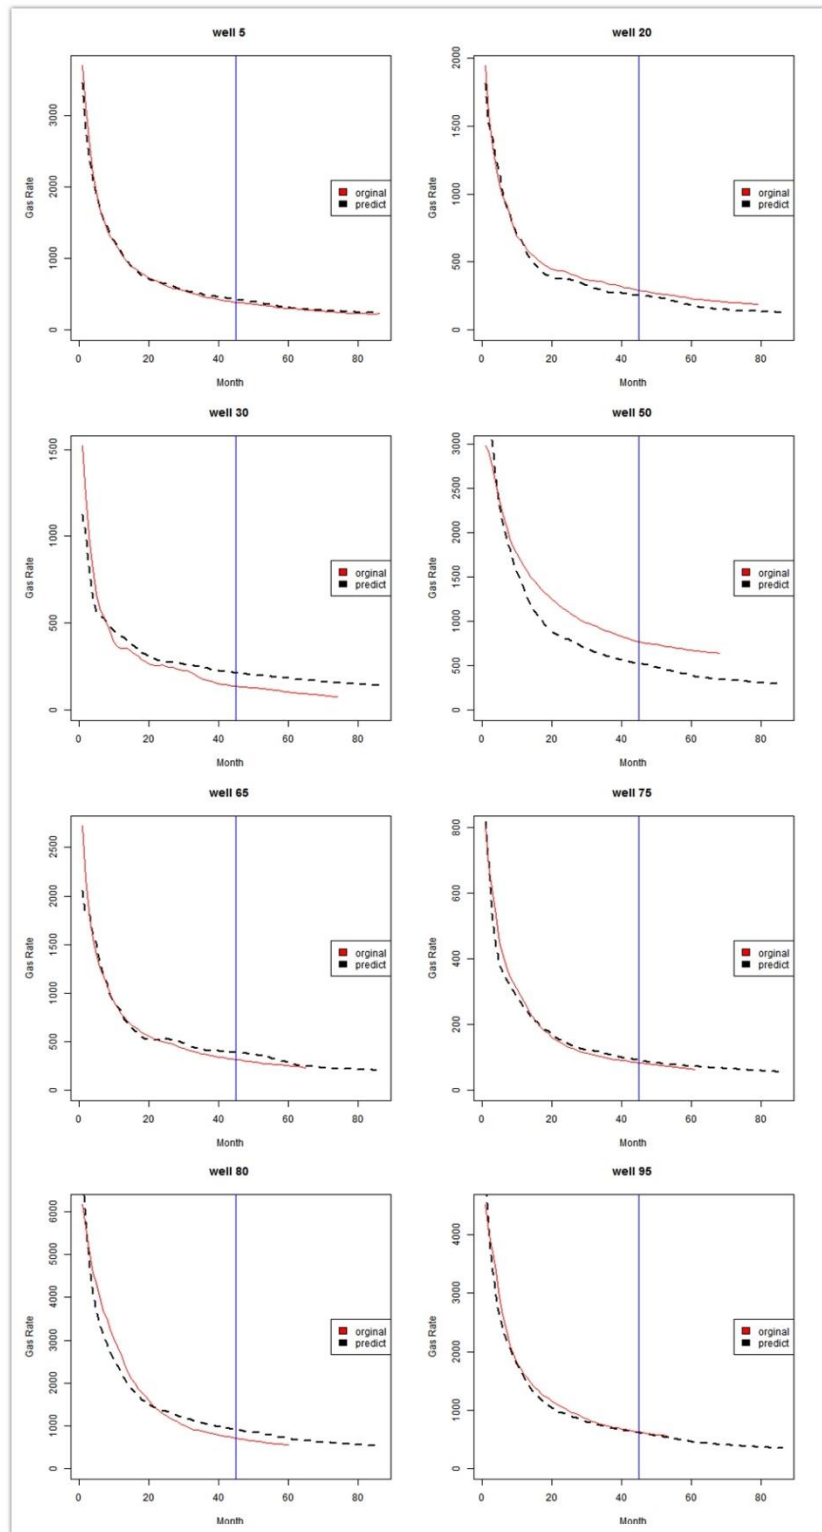 well 5
3000
2000
1000
0
Gas Rate
orginal
predict
0 20 40 60 80
Month
well 20
2000
1500
1000
500
0
Gas Rate
orginal
predict
0 20 40 60 80
Month
well 30
1500
1000
500
0
Gas Rate
orginal
predict
0 20 40 60 80
Month
well 50
3000
2500
2000
1500
1000
500
0
Gas Rate
orginal
predict
0 20 40 60 80
Month
well 65
2500
2000
1500
1000
500
0
Gas Rate
orginal
predict
0 20 40 60 80
Month
well 75
800
600
400
200
0
Gas Rate
orginal
predict
0 20 40 60 80
Month
well 80
6000
5000
4000
3000
2000
1000
0
Gas Rate
orginal
predict
0 20 40 60 80
Month
well 95
4000
3000
2000
1000
0
Gas Rate
orginal
predict
0 20 40 60 80
Month